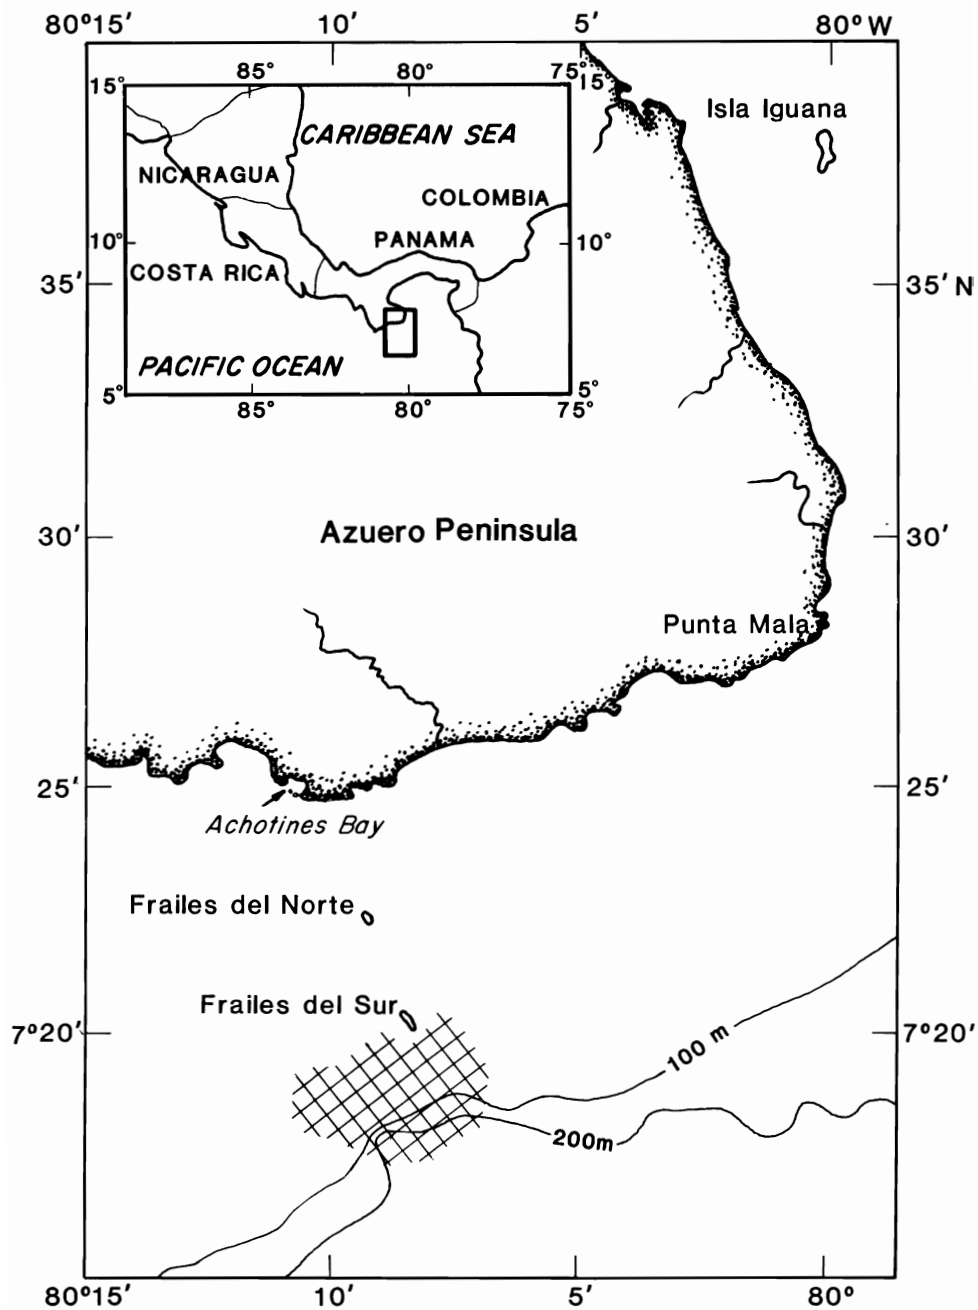 80°15′ 10′ 5′ 80° W
85° 80° 75°
15° 15′
Isla Iguana
CARIBBEAN SEA
NICARAGUA
COLOMBIA
PANAMA
10° 10°
COSTA RICA
35′ 35′ N
PACIFIC OCEAN
5° 5°
85° 80° 75°
30′ Azuero Peninsula 30′
Punta Mala
25′ 25′
Achotines Bay
Frailes del Norte
Frailes del Sur
7°20′ 7°20′
100 m
200m
80°15′ 10′ 5′ 80°